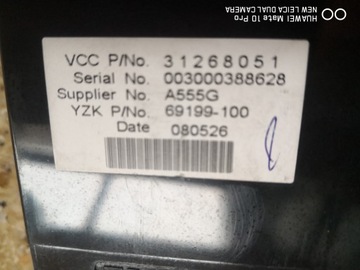 HUAWEI Mate 10 Pro
NEW LEICA DUAL CAMERA
VCC P/No. 31268051
Serial No. 003000388628
Supplier No. A555G
YZK P/No. 69199-100
Date 080526